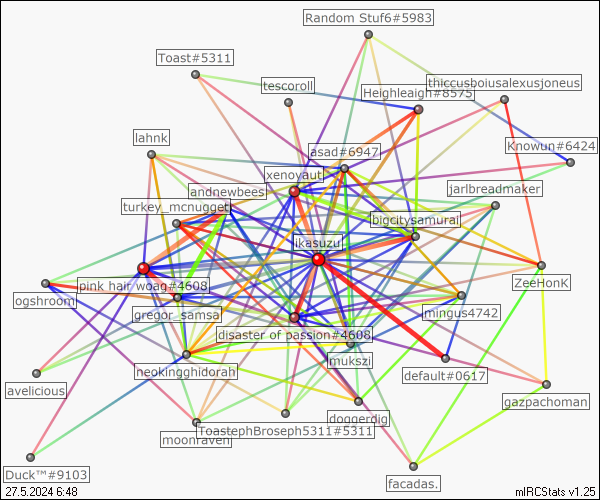 Random Stuf6#5983
Toast#5311
tescoroll
thiccusboiusalexusjoneus
Heighleigh#8575
lahnk
asad#6947
Knowun#6424
xenoyaut
andnewbees
jarlbreadmaker
turkey_mcnugget
bigcitysamurai
ikasuzu
pink hair woag#4608
ZeeHonK
ogshroom
gregor_samsa
mingus4742
disaster of passion#4608
mukszi
neokingghidorah
default#0617
avelicious
gazpachoman
doggerdig
ToastephBroseph5311#5311
moonraven
Duck™#9103
facadas.
27.5.2024 6:48
mIRCStats v1.25